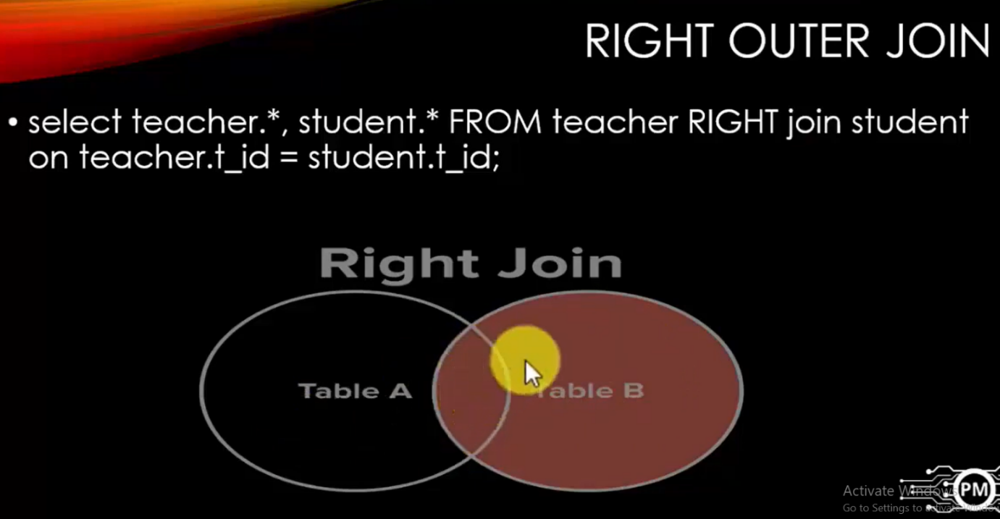 RIGHT OUTER JOIN
• select teacher.*, student.* FROM teacher RIGHT join student
on teacher.t_id = student.t_id;
Right Join
Table A
Table B
Activate Windows
Go to Settings to activate Windows
PM